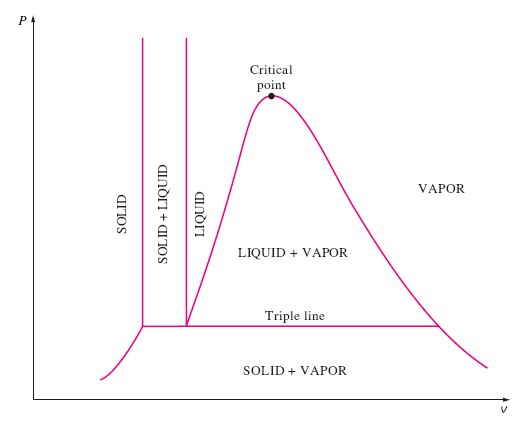 P
Critical
point
SOLID
SOLID + LIQUID
LIQUID
VAPOR
LIQUID + VAPOR
Triple line
SOLID + VAPOR
v